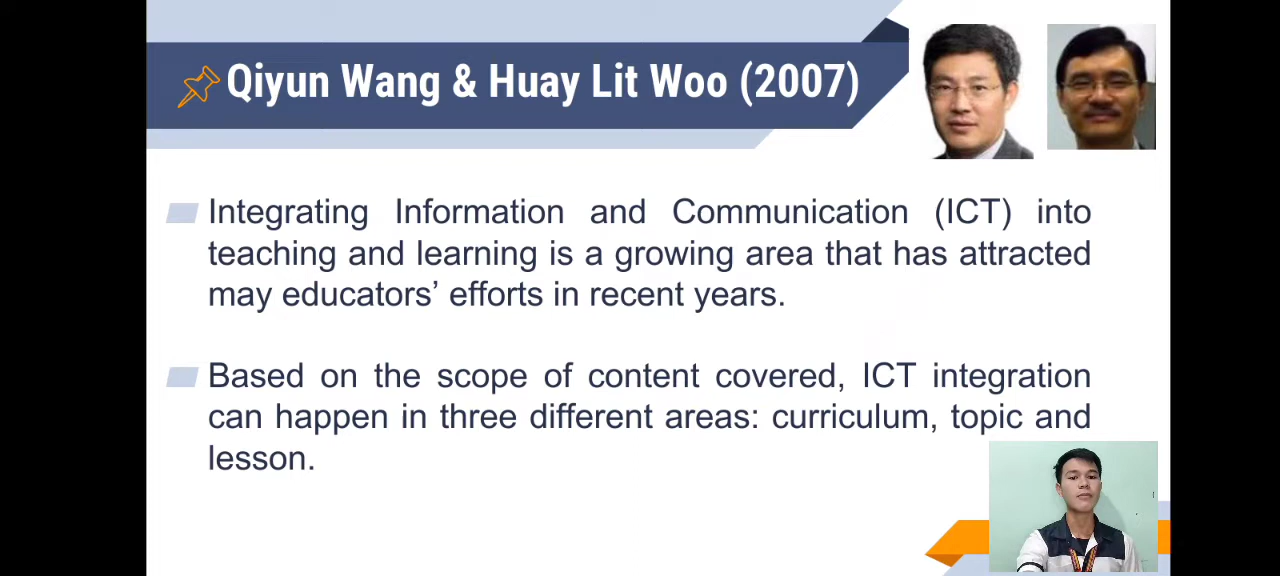 Qiyun Wang & Huay Lit Woo (2007)
Integrating Information and Communication (ICT) into
teaching and learning is a growing area that has attracted
may educators’ efforts in recent years.
Based on the scope of content covered, ICT integration
can happen in three different areas: curriculum, topic and
lesson.